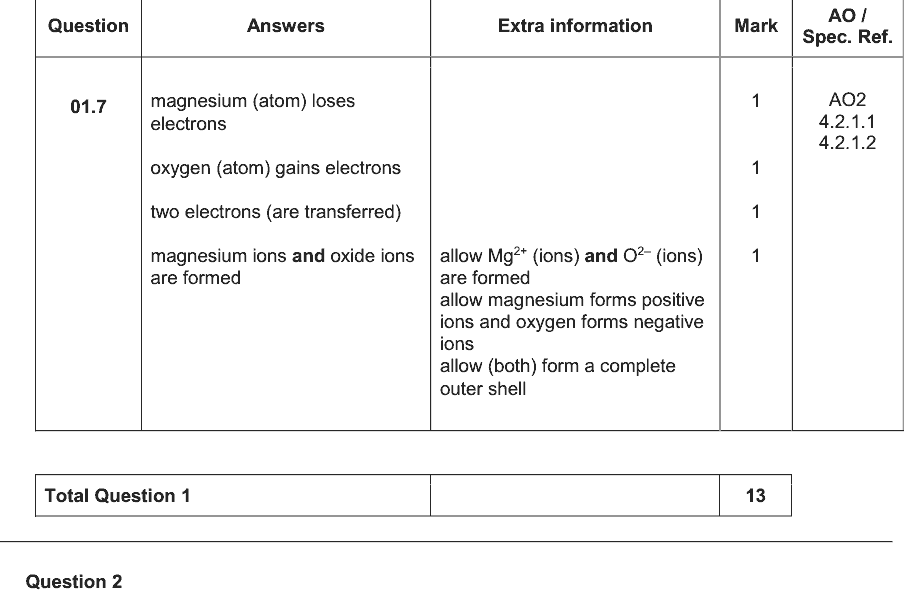 Question Answers Extra information Mark AO / Spec. Ref.
01.7 magnesium (atom) loses 1 AO2
electrons 4.2.1.1
4.2.1.2
oxygen (atom) gains electrons 1
two electrons (are transferred) 1
magnesium ions and oxide ions allow Mg²⁺ (ions) and O²⁻ (ions) 1
are formed are formed
allow magnesium forms positive
ions and oxygen forms negative
ions
allow (both) form a complete
outer shell
Total Question 1 13
Question 2